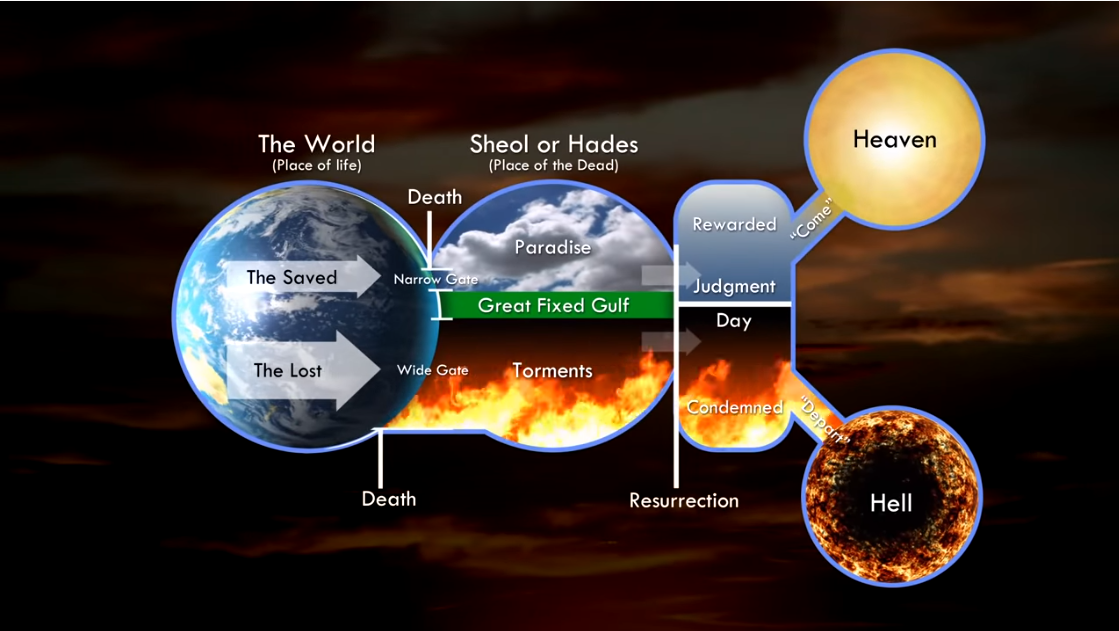 The World
(Place of life)
Sheol or Hades
(Place of the Dead)
Heaven
Death
Rewarded
"Come"
Paradise
The Saved
Narrow Gate
Judgment
Great Fixed Gulf
Day
The Lost
Wide Gate
Torments
Condemned
"Depart"
Death
Resurrection
Hell